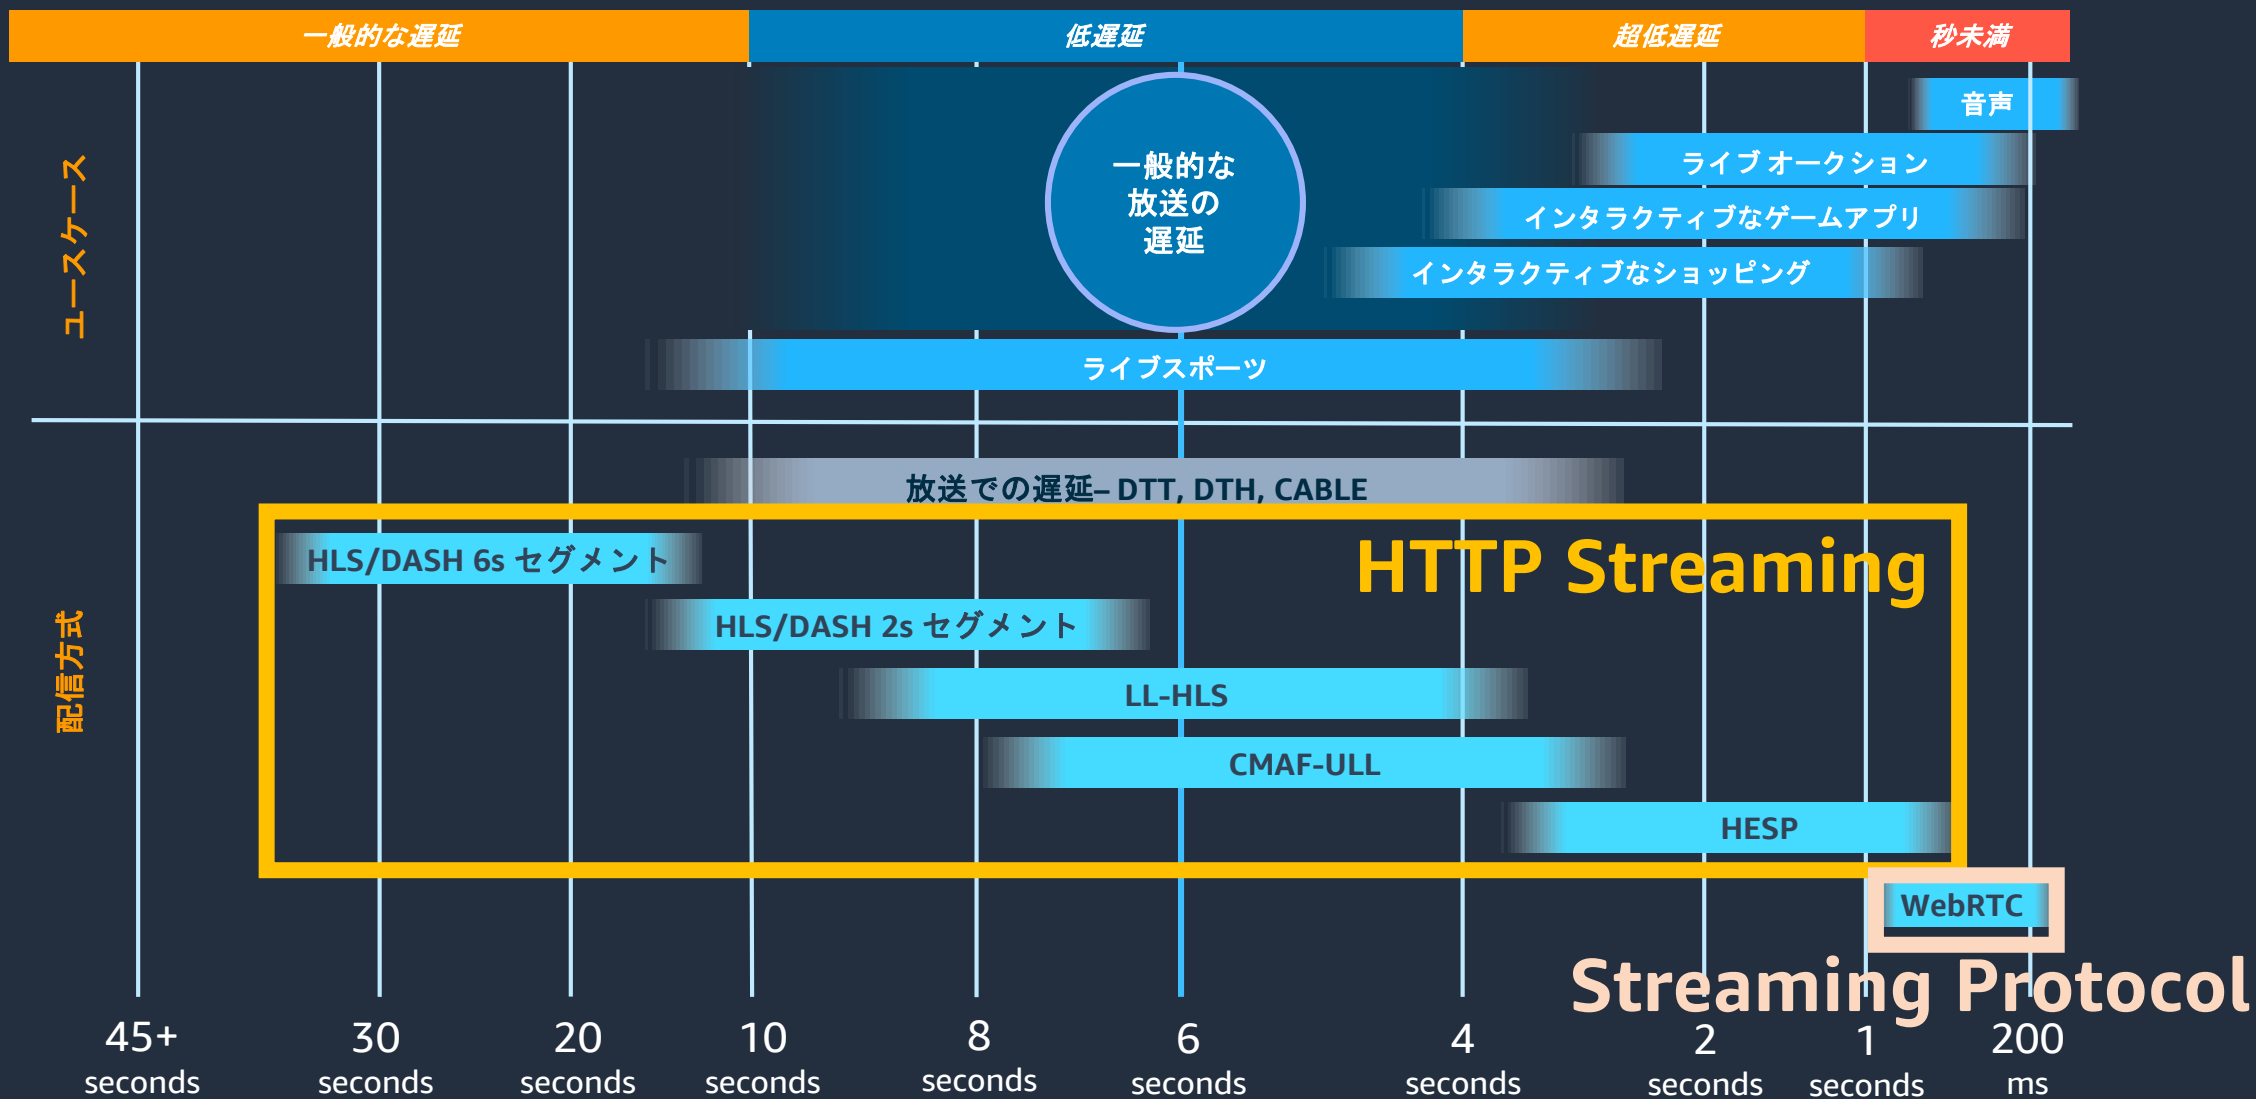 一般的な遅延
低遅延
超低遅延
秒未満
ユースケース
音声
ライブ オークション
インタラクティブなゲームアプリ
インタラクティブなショッピング
一般的な
放送の
遅延
ライブスポーツ
配信方式
放送での遅延– DTT, DTH, CABLE
HTTP Streaming
HLS/DASH 6s セグメント
HLS/DASH 2s セグメント
LL-HLS
CMAF-ULL
HESP
WebRTC
Streaming Protocol
45+
seconds
30
seconds
20
seconds
10
seconds
8
seconds
6
seconds
4
seconds
2
seconds
1
seconds
200
ms